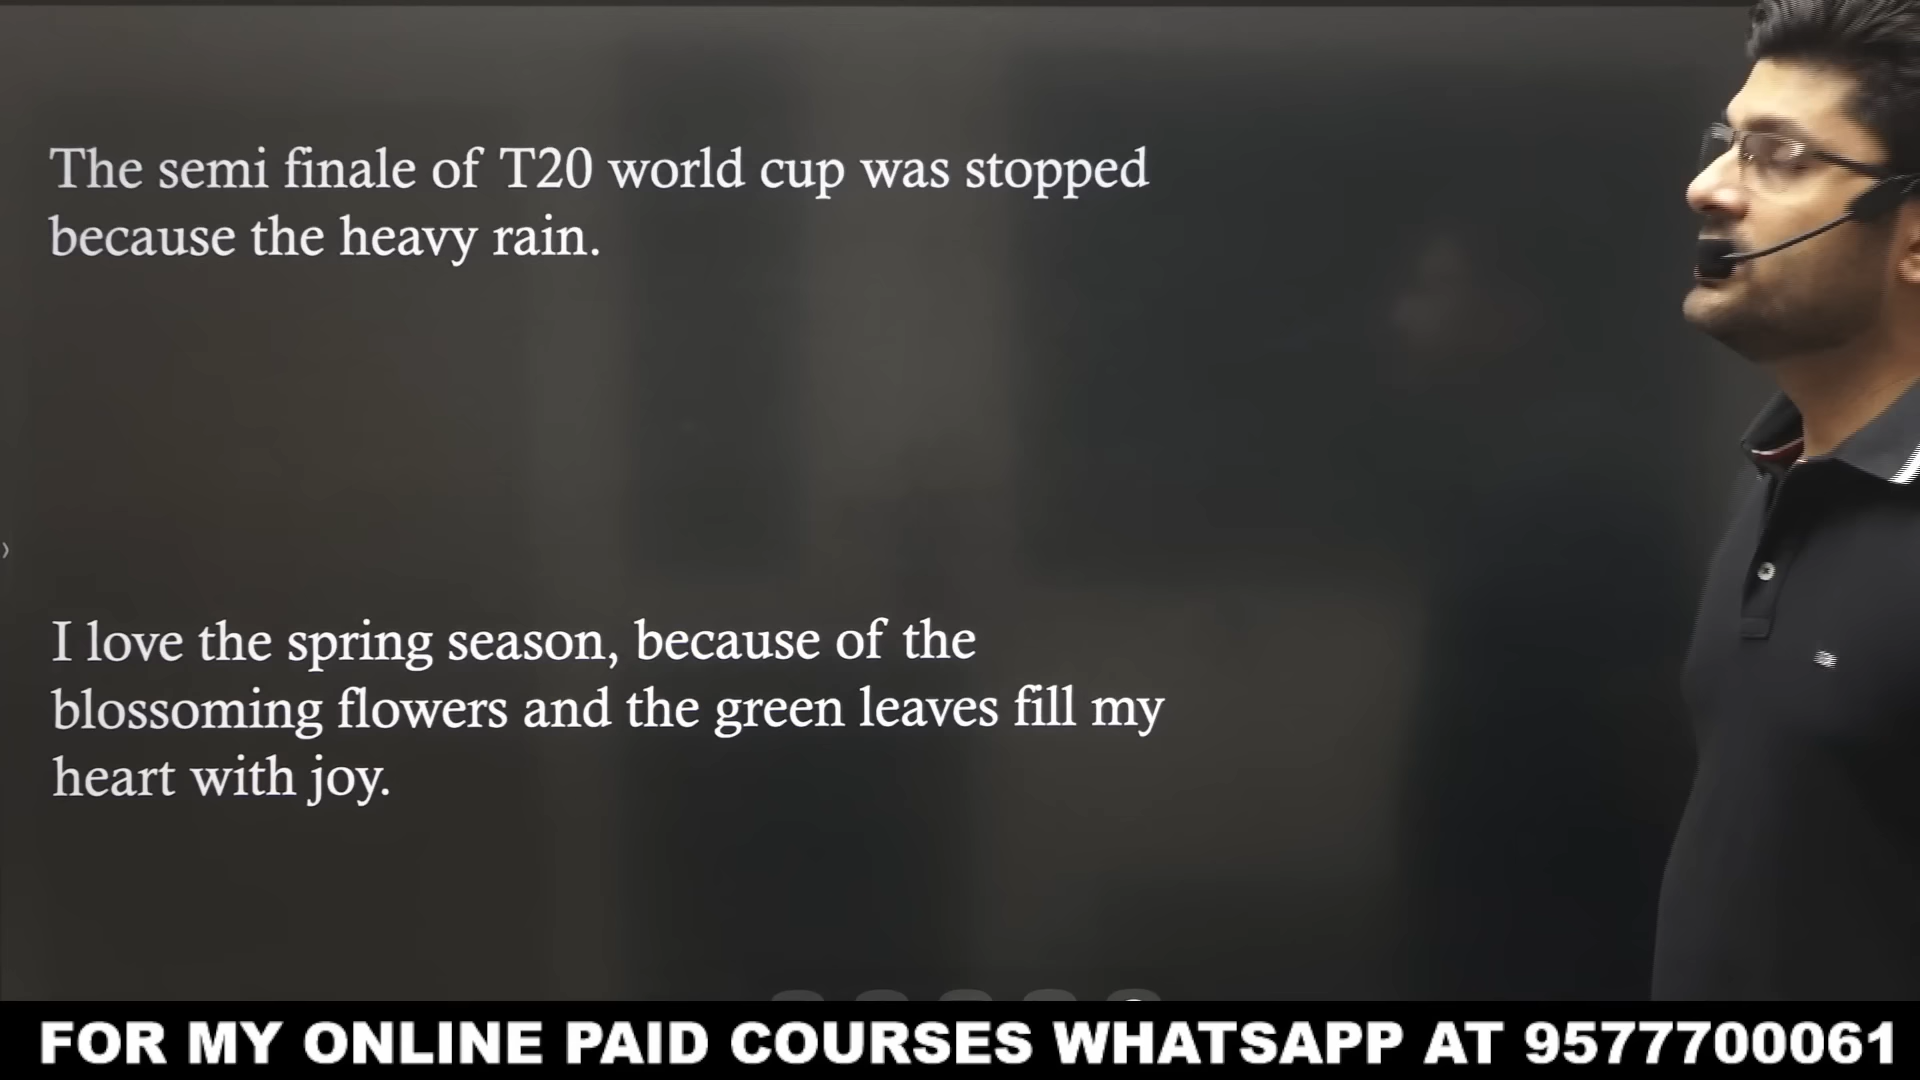 The semi finale of T20 world cup was stopped
because the heavy rain.
I love the spring season, because of the
blossoming flowers and the green leaves fill my
heart with joy.
FOR MY ONLINE PAID COURSES WHATSAPP AT 9577700061